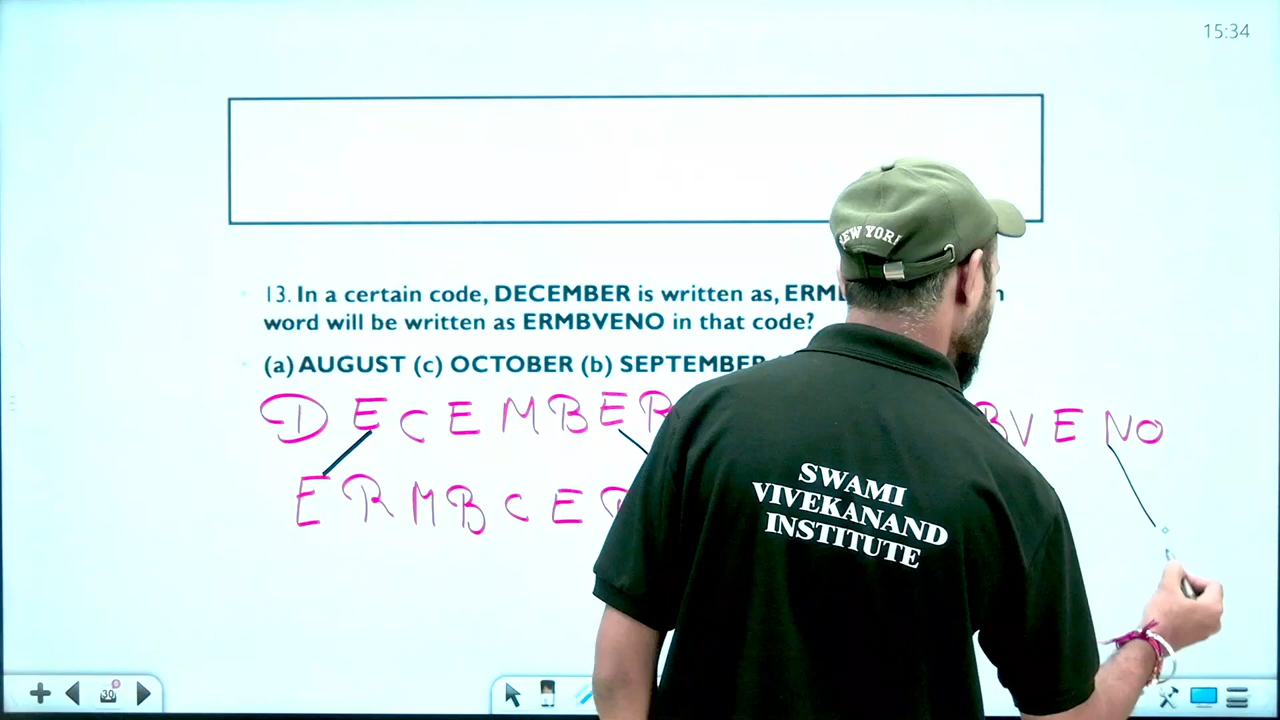 15:34
13. In a certain code, DECEMBER is written as, ERM
word will be written as ERMBVENO in that code?
(a) AUGUST (c) OCTOBER (b) SEPTEMBER
DECEMBER BVENO
ERMBCE
NEW YORK
SWAMI
VIVEKANAND
INSTITUTE
30